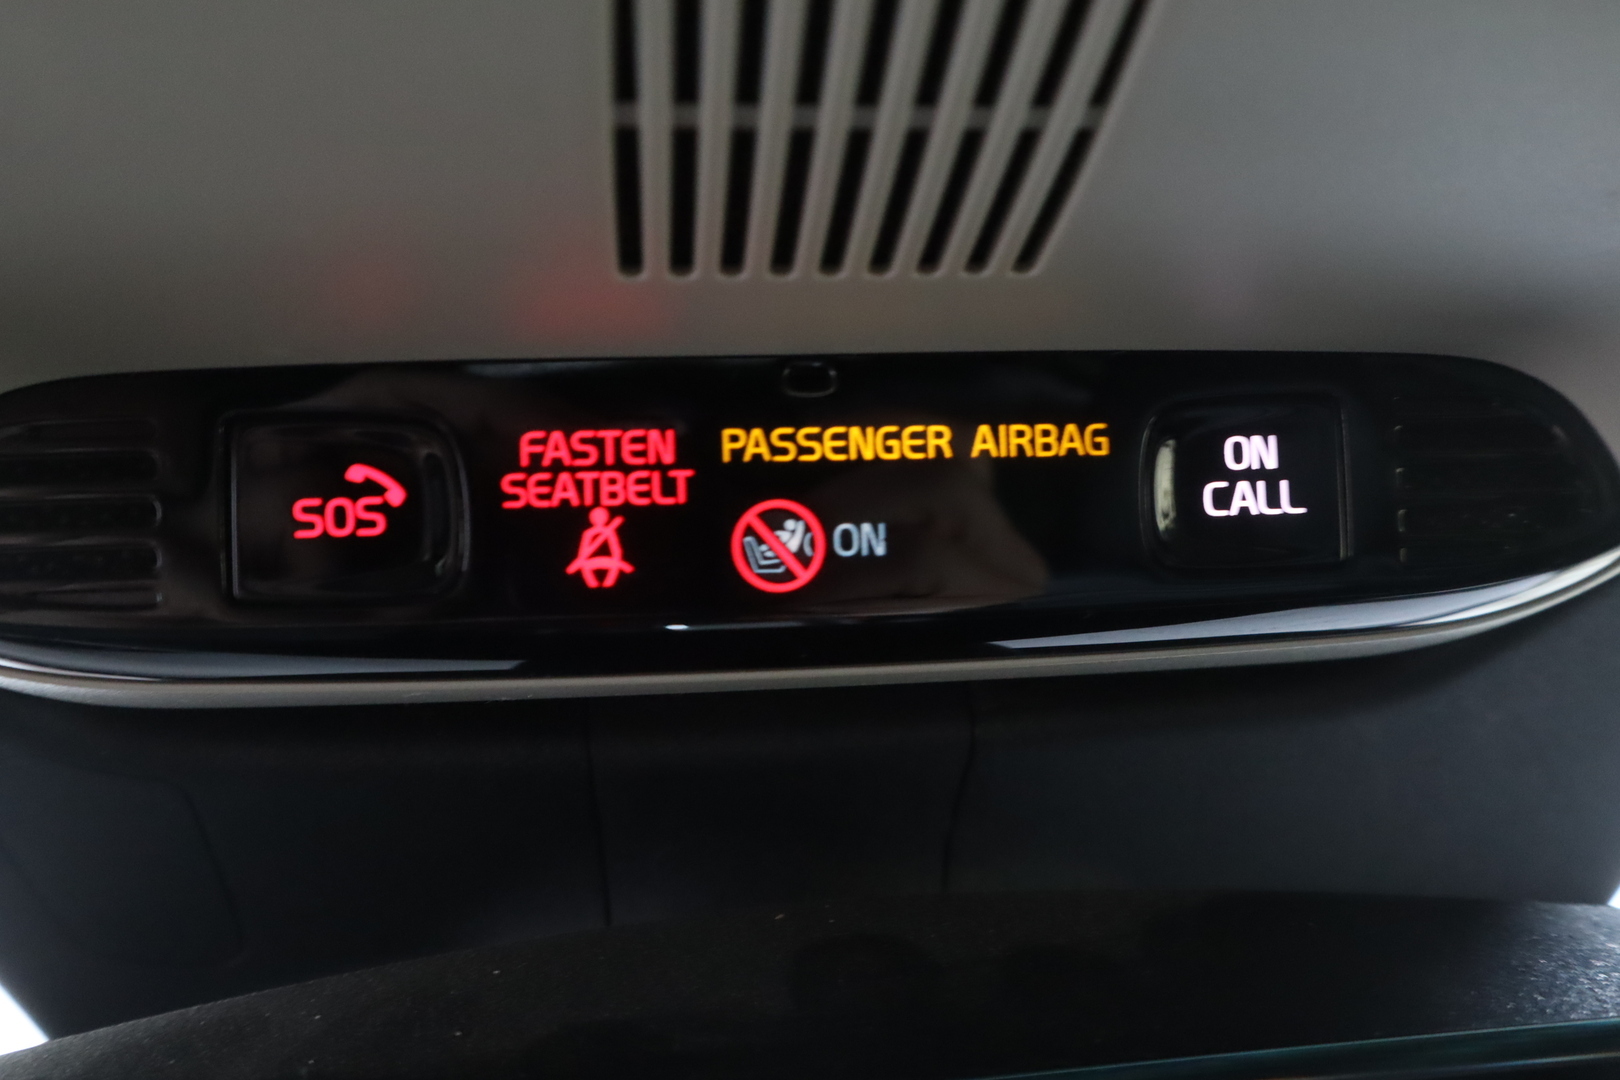 SOS
FASTEN
SEATBELT
PASSENGER AIRBAG
ON
ON
CALL